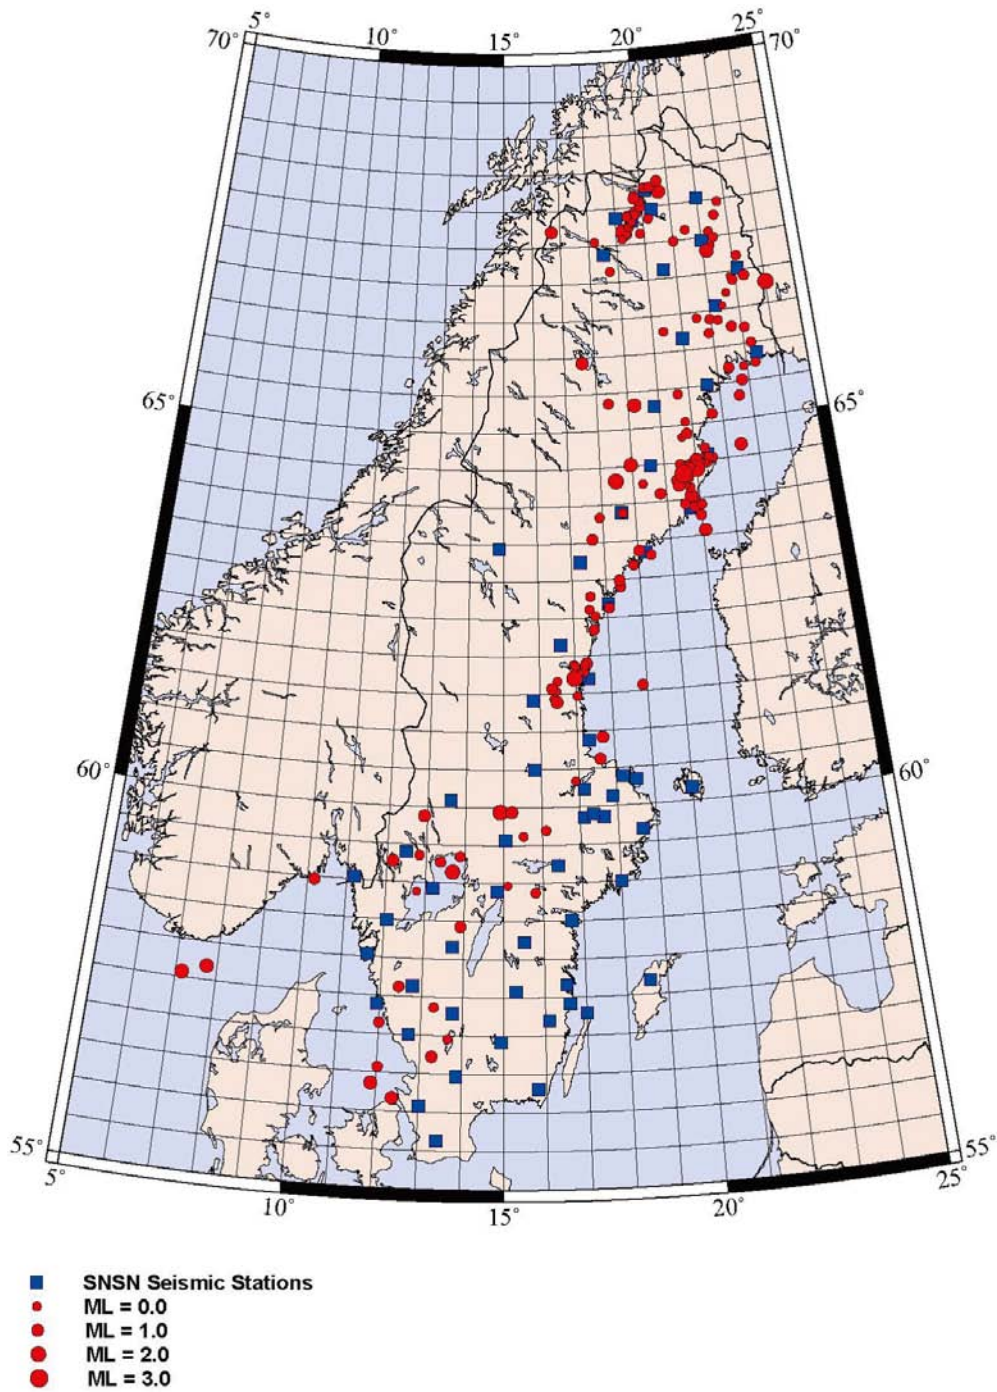 5° 10° 15° 20° 25°
70° 70°
65° 65°
60° 60°
55° 55°
5° 10° 15° 20° 25°
SNSN Seismic Stations
ML = 0.0
ML = 1.0
ML = 2.0
ML = 3.0